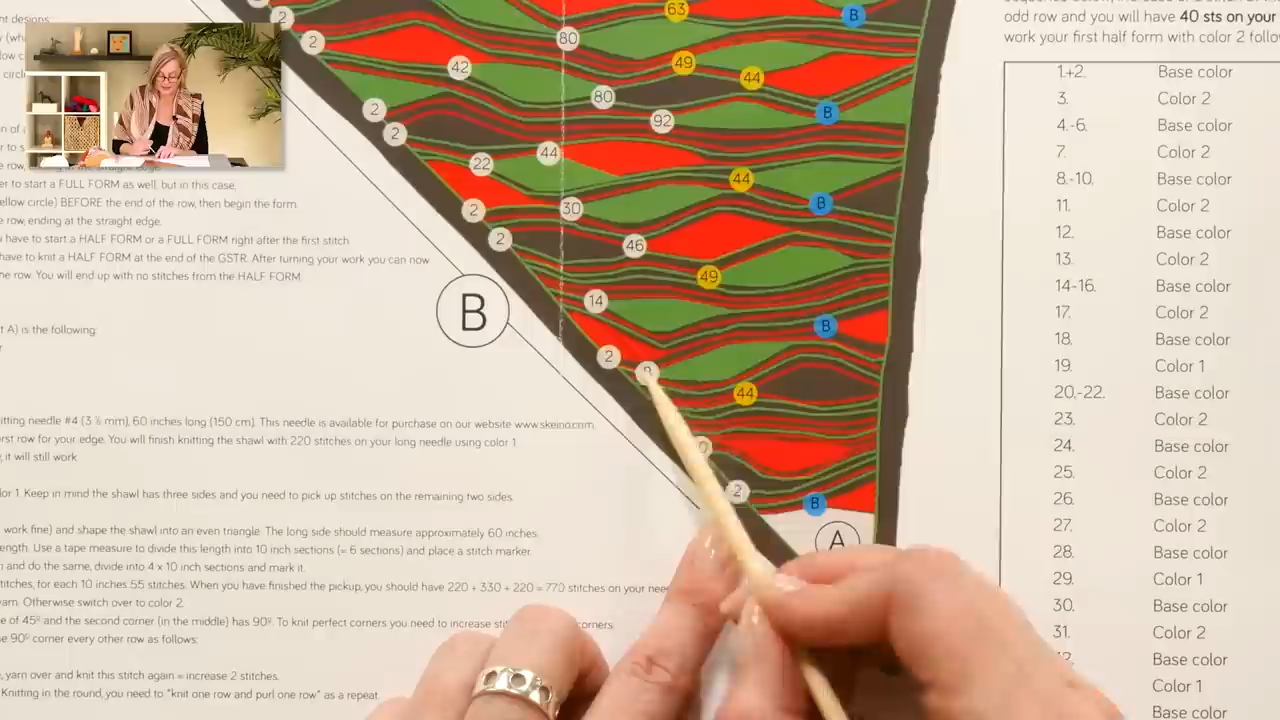 nt designs.
odd row and you will have 40 sts on your
work your first half form with color 2 follo
er to start a FULL FORM as well, but in this case,
ellow circle) BEFORE the end of the row, then begin the form.
e row, ending at the straight edge.
u have to start a HALF FORM or a FULL FORM right after the first stitch
have to knit a HALF FORM at the end of the GSTR. After turning your work you can now
he row. You will end up with no stitches from the HALF FORM
t A) is the following:
itting needle #4 (3 ½ mm), 60 inches long (150 cm). This needle is available for purchase on our website www.skeino.com.
rst row for your edge. You will finish knitting the shawl with 220 stitches on your long needle using color 1
, it will still work
lor 1. Keep in mind the shawl has three sides and you need to pick up stitches on the remaining two sides.
work fine) and shape the shawl into an even triangle. The long side should measure approximately 60 inches.
ength. Use a tape measure to divide this length into 10 inch sections (= 6 sections) and place a stitch marker.
n and do the same, divide into 4 x 10 inch sections and mark it.
titches, for each 10 inches 55 stitches. When you have finished the pickup, you should have 220 + 330 + 220 = 770 stitches on your nee
yarn. Otherwise switch over to color 2.
e of 45º and the second corner (in the middle) has 90º. To knit perfect corners you need to increase sti corners.
e 90º corner every other row as follows:
, yarn over and knit this stitch again = increase 2 stitches.
Knitting in the round, you need to "knit one row and purl one row" as a repeat.
2
63
B
2
80
42
49
44
80
B
2
92
2
44
22
44
B
2
30
2
46
49
14
B
2
44
2
B
A
B
1.+2. Base color
3. Color 2
4.-6. Base color
7. Color 2
8.-10. Base color
11. Color 2
12. Base color
13. Color 2
14-16. Base color
17. Color 2
18. Base color
19. Color 1
20.-22. Base color
23. Color 2
24. Base color
25. Color 2
26. Base color
27. Color 2
28. Base color
29. Color 1
30. Base color
31. Color 2
Base color
Color 1
Base color